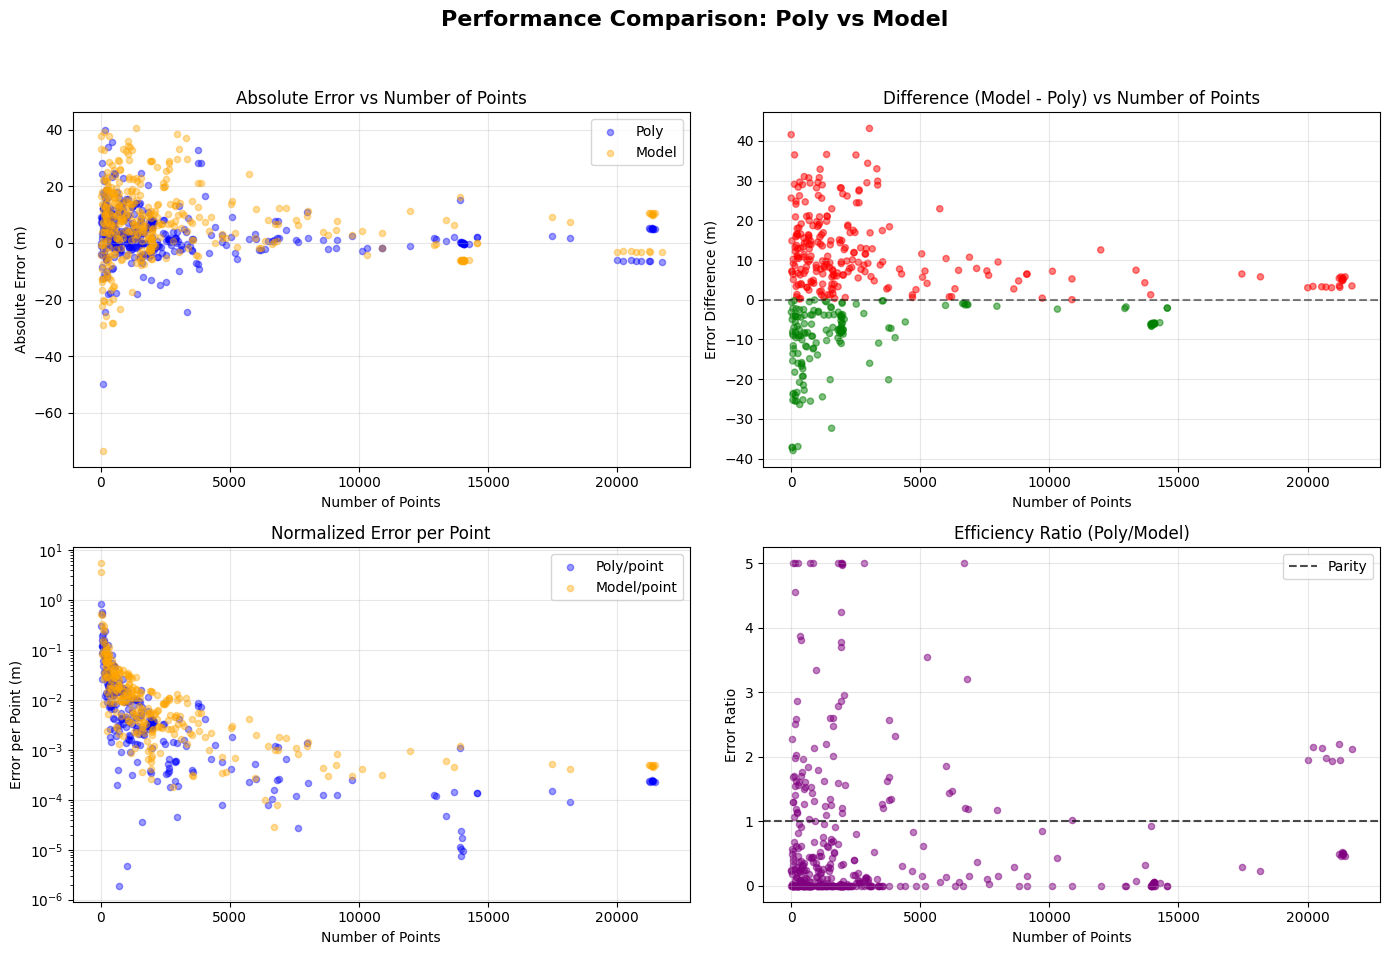 Performance Comparison: Poly vs Model
Absolute Error vs Number of Points
Absolute Error (m)
40
20
0
−20
−40
−60
0 5000 10000 15000 20000
Number of Points
Poly
Model
Difference (Model - Poly) vs Number of Points
Error Difference (m)
40
30
20
10
0
−10
−20
−30
−40
0 5000 10000 15000 20000
Number of Points
Normalized Error per Point
Error per Point (m)
10¹
10⁰
10⁻¹
10⁻²
10⁻³
10⁻⁴
10⁻⁵
10⁻⁶
0 5000 10000 15000 20000
Number of Points
Poly/point
Model/point
Efficiency Ratio (Poly/Model)
Error Ratio
5
4
3
2
1
0
0 5000 10000 15000 20000
Number of Points
Parity